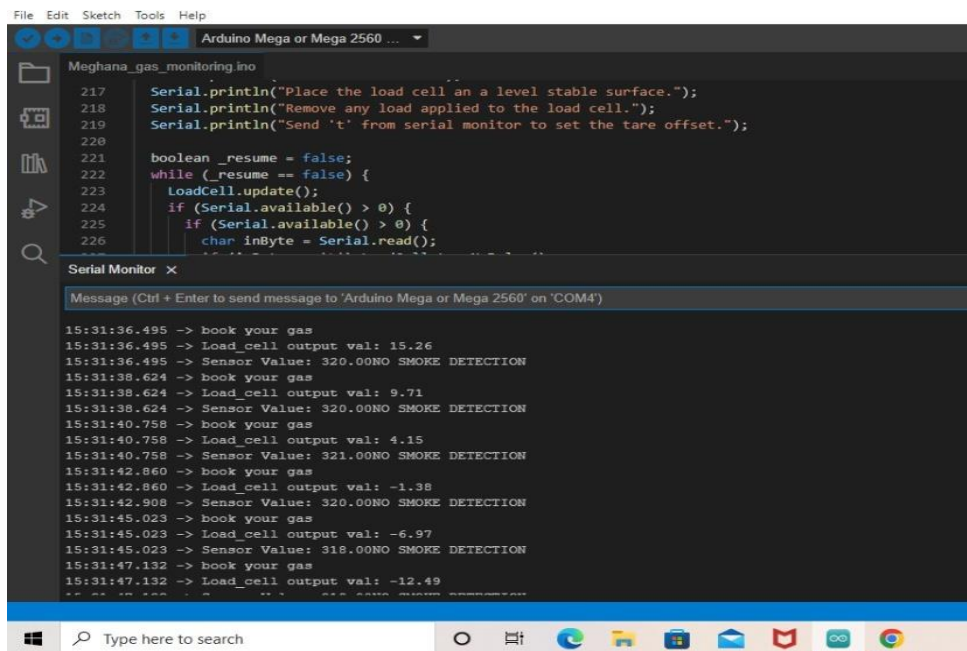 File Edit Sketch Tools Help
Arduino Mega or Mega 2560 ...
Meghana_gas_monitoring.ino
217 Serial.println("Place the load cell an a level stable surface.");
218 Serial.println("Remove any load applied to the load cell.");
219 Serial.println("Send 't' from serial monitor to set the tare offset.");
220
221 boolean _resume = false;
222 while (_resume == false) {
223 LoadCell.update();
224 if (Serial.available() > 0) {
225 if (Serial.available() > 0) {
226 char inByte = Serial.read();
Serial Monitor X
Message (Ctrl + Enter to send message to 'Arduino Mega or Mega 2560' on 'COM4')
15:31:36.495 -> book your gas
15:31:36.495 -> Load_cell output val: 15.26
15:31:36.495 -> Sensor Value: 320.00NO SMOKE DETECTION
15:31:38.624 -> book your gas
15:31:38.624 -> Load_cell output val: 9.71
15:31:38.624 -> Sensor Value: 320.00NO SMOKE DETECTION
15:31:40.758 -> book your gas
15:31:40.758 -> Load_cell output val: 4.15
15:31:40.758 -> Sensor Value: 321.00NO SMOKE DETECTION
15:31:42.860 -> book your gas
15:31:42.860 -> Load_cell output val: -1.38
15:31:42.908 -> Sensor Value: 320.00NO SMOKE DETECTION
15:31:45.023 -> book your gas
15:31:45.023 -> Load_cell output val: -6.97
15:31:45.023 -> Sensor Value: 318.00NO SMOKE DETECTION
15:31:47.132 -> book your gas
15:31:47.132 -> Load_cell output val: -12.49
Type here to search